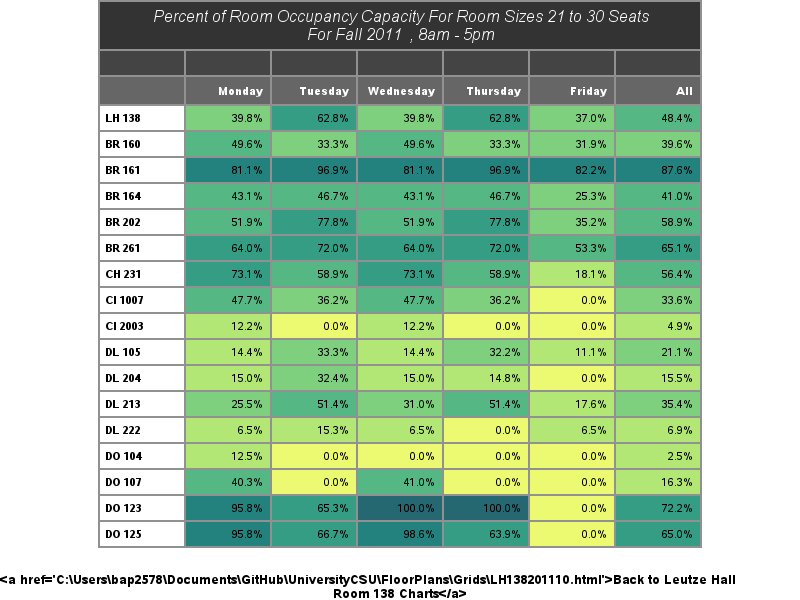 Percent of Room Occupancy Capacity For Room Sizes 21 to 30 Seats
For Fall 2011 , 8am - 5pm
Monday Tuesday Wednesday Thursday Friday All
LH 138 39.8% 62.8% 39.8% 62.8% 37.0% 48.4%
BR 160 49.6% 33.3% 49.6% 33.3% 31.9% 39.6%
BR 161 81.1% 96.9% 81.1% 96.9% 82.2% 87.6%
BR 164 43.1% 46.7% 43.1% 46.7% 25.3% 41.0%
BR 202 51.9% 77.8% 51.9% 77.8% 35.2% 58.9%
BR 261 64.0% 72.0% 64.0% 72.0% 53.3% 65.1%
CH 231 73.1% 58.9% 73.1% 58.9% 18.1% 56.4%
CI 1007 47.7% 36.2% 47.7% 36.2% 0.0% 33.6%
CI 2003 12.2% 0.0% 12.2% 0.0% 0.0% 4.9%
DL 105 14.4% 33.3% 14.4% 32.2% 11.1% 21.1%
DL 204 15.0% 32.4% 15.0% 14.8% 0.0% 15.5%
DL 213 25.5% 51.4% 31.0% 51.4% 17.6% 35.4%
DL 222 6.5% 15.3% 6.5% 0.0% 6.5% 6.9%
DO 104 12.5% 0.0% 0.0% 0.0% 0.0% 2.5%
DO 107 40.3% 0.0% 41.0% 0.0% 0.0% 16.3%
DO 123 95.8% 65.3% 100.0% 100.0% 0.0% 72.2%
DO 125 95.8% 66.7% 98.6% 63.9% 0.0% 65.0%
<a href='C:\Users\bap2578\Documents\GitHub\UniversityCSU\FloorPlans\Grids\LH138201110.html'>Back to Leutze Hall
Room 138 Charts</a>